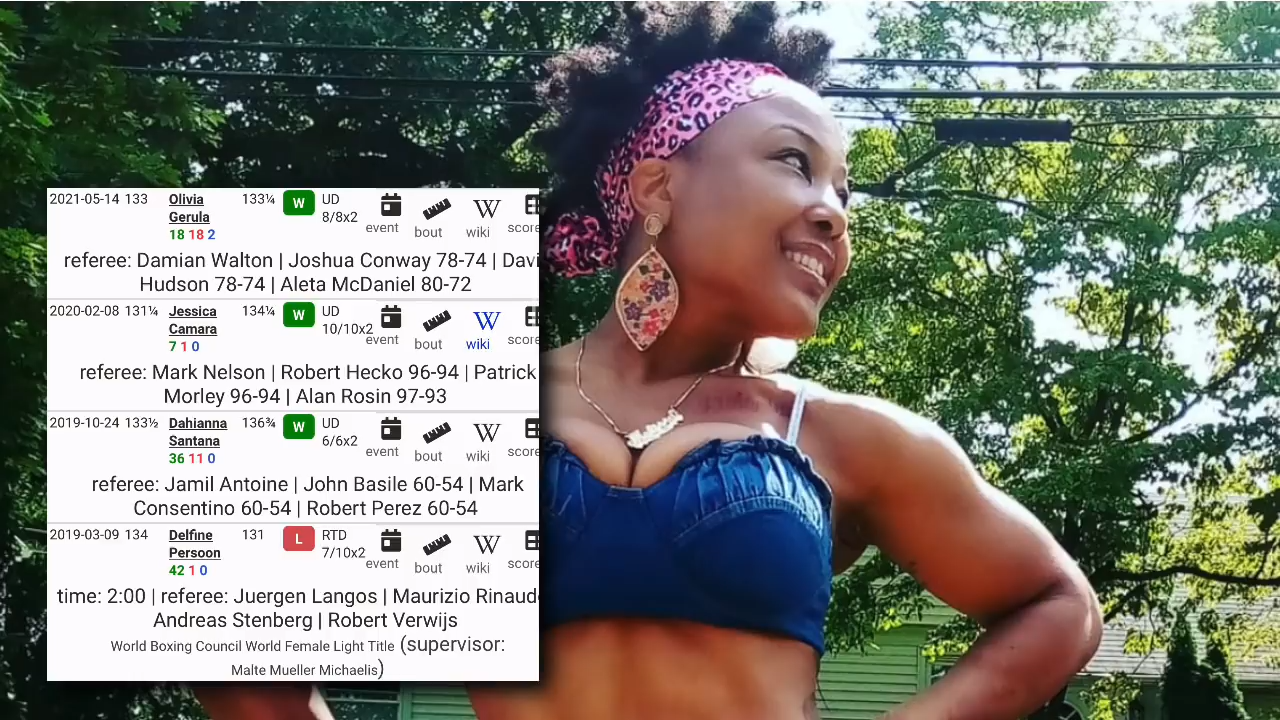 2021-05-14 133 Olivia 133¼ W UD
Gerula 8/8x2
18 18 2 event bout wiki score
referee: Damian Walton | Joshua Conway 78-74 | Davi
Hudson 78-74 | Aleta McDaniel 80-72
2020-02-08 131¼ Jessica 134¼ W UD
Camara 10/10x2
7 1 0 event bout wiki score
referee: Mark Nelson | Robert Hecko 96-94 | Patrick
Morley 96-94 | Alan Rosin 97-93
2019-10-24 133½ Dahianna 136¾ W UD
Santana 6/6x2
36 11 0 event bout wiki score
referee: Jamil Antoine | John Basile 60-54 | Mark
Consentino 60-54 | Robert Perez 60-54
2019-03-09 134 Delfine 131 L RTD
Persoon 7/10x2
42 1 0 event bout wiki score
time: 2:00 | referee: Juergen Langos | Maurizio Rinaudo
Andreas Stenberg | Robert Verwijs
World Boxing Council World Female Light Title (supervisor:
Malte Mueller Michaelis)